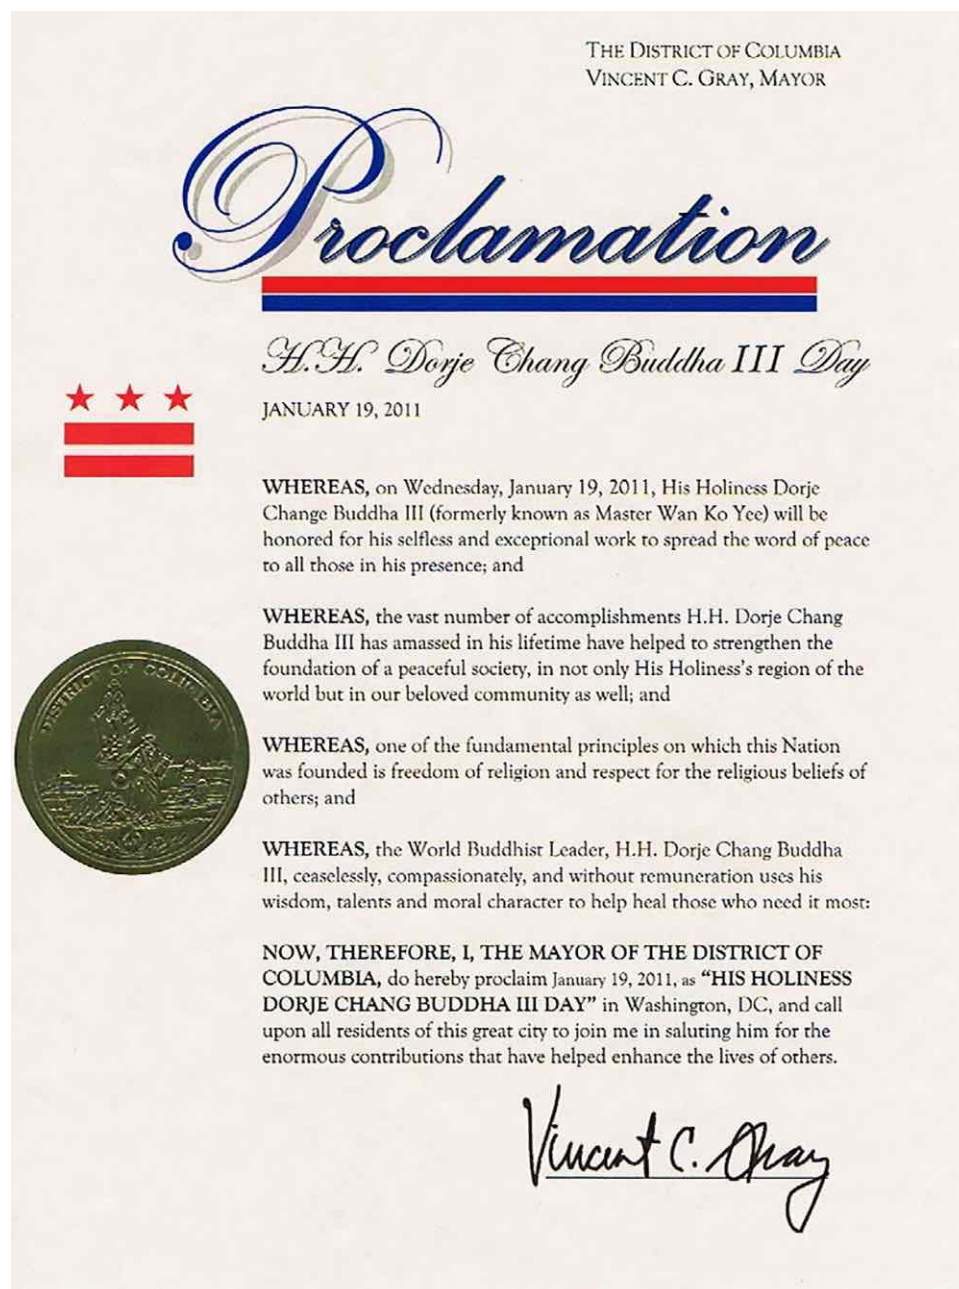 THE DISTRICT OF COLUMBIA
VINCENT C. GRAY, MAYOR
Proclamation
H.H. Dorje Chang Buddha III Day
JANUARY 19, 2011
WHEREAS, on Wednesday, January 19, 2011, His Holiness Dorje
Change Buddha III (formerly known as Master Wan Ko Yee) will be
honored for his selfless and exceptional work to spread the word of peace
to all those in his presence; and
WHEREAS, the vast number of accomplishments H.H. Dorje Chang
Buddha III has amassed in his lifetime have helped to strengthen the
foundation of a peaceful society, in not only His Holiness's region of the
world but in our beloved community as well; and
DISTRICT OF COLUMBIA
WHEREAS, one of the fundamental principles on which this Nation
was founded is freedom of religion and respect for the religious beliefs of
others; and
WHEREAS, the World Buddhist Leader, H.H. Dorje Chang Buddha
III, ceaselessly, compassionately, and without remuneration uses his
wisdom, talents and moral character to help heal those who need it most:
NOW, THEREFORE, I, THE MAYOR OF THE DISTRICT OF
COLUMBIA, do hereby proclaim January 19, 2011, as "HIS HOLINESS
DORJE CHANG BUDDHA III DAY" in Washington, DC, and call
upon all residents of this great city to join me in saluting him for the
enormous contributions that have helped enhance the lives of others.
Vincent C. Gray